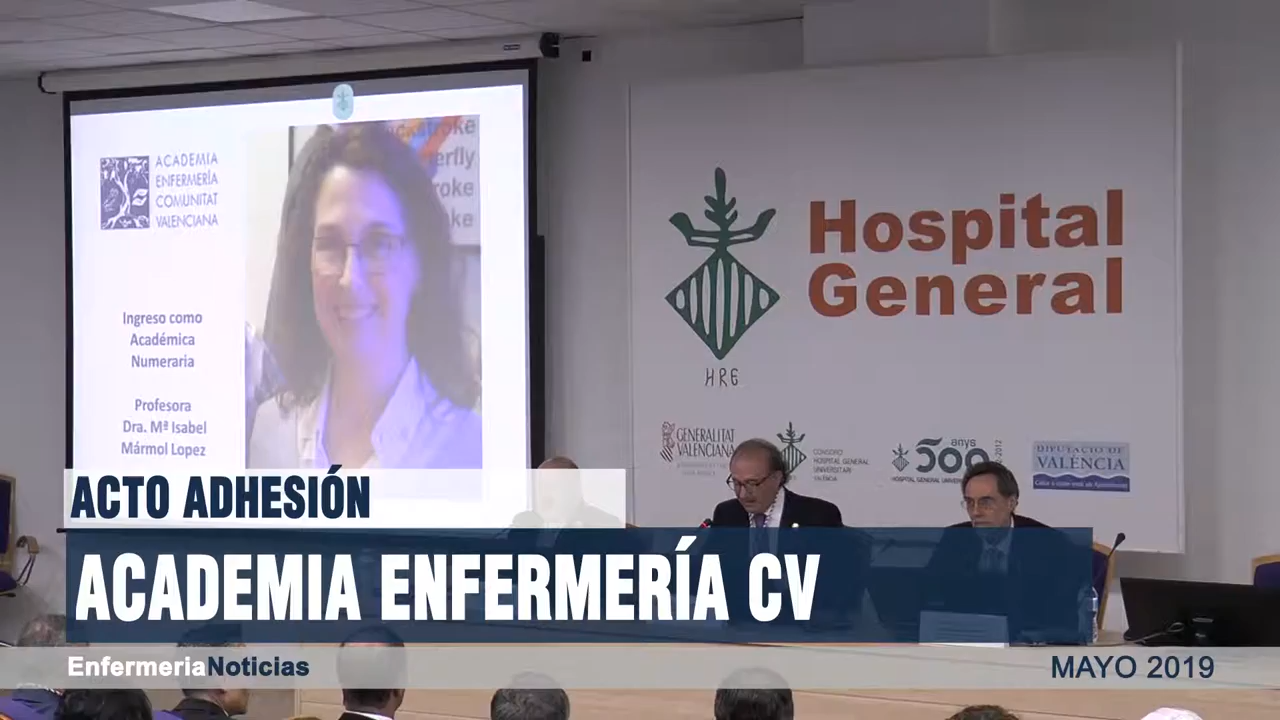 ACADEMIA
ENFERMERÍA
COMUNITAT
VALENCIANA
Ingreso como
Académica
Numeraria
Profesora
Dra. Mª Isabel
Mármol Lopez
Hospital
General
HRE
GENERALITAT
VALENCIANA
CONSORCI
HOSPITAL GENERAL
UNIVERSITARI
VALÈNCIA
500 anys
2012
HOSPITAL GENERAL
DIPUTACIÓ DE
VALÈNCIA
ACTO ADHESIÓN
ACADEMIA ENFERMERÍA CV
EnfermeriaNoticias
MAYO 2019